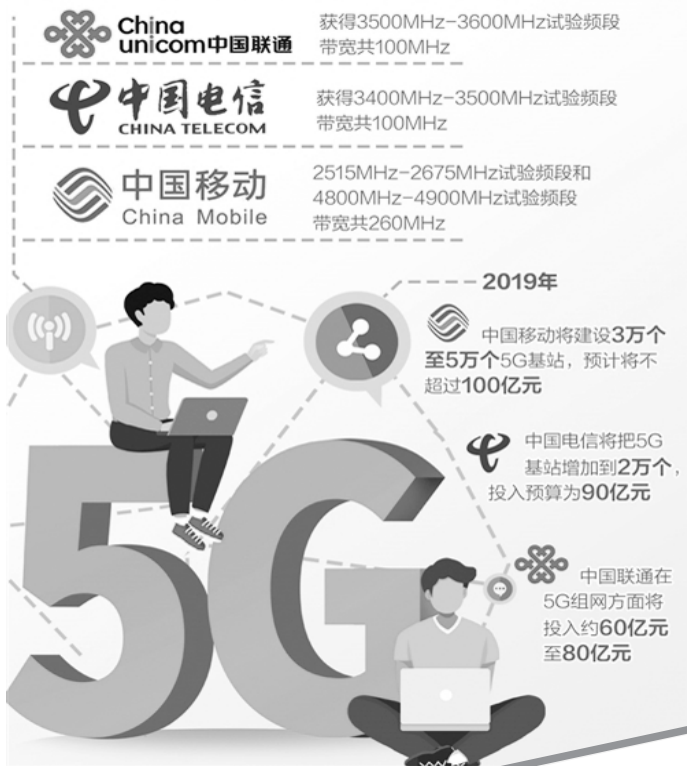 China
unicom中国联通
获得3500MHz-3600MHz试验频段
带宽共100MHz
中国电信
CHINA TELECOM
获得3400MHz-3500MHz试验频段
带宽共100MHz
中国移动
China Mobile
2515MHz-2675MHz试验频段和
4800MHz-4900MHz试验频段
带宽共260MHz
2019年
中国移动将建设3万个
至5万个5G基站，预计将不
超过100亿元
中国电信将把5G
基站增加到2万个，
投入预算为90亿元
中国联通在
5G组网方面将
投入约60亿元
至80亿元
5G